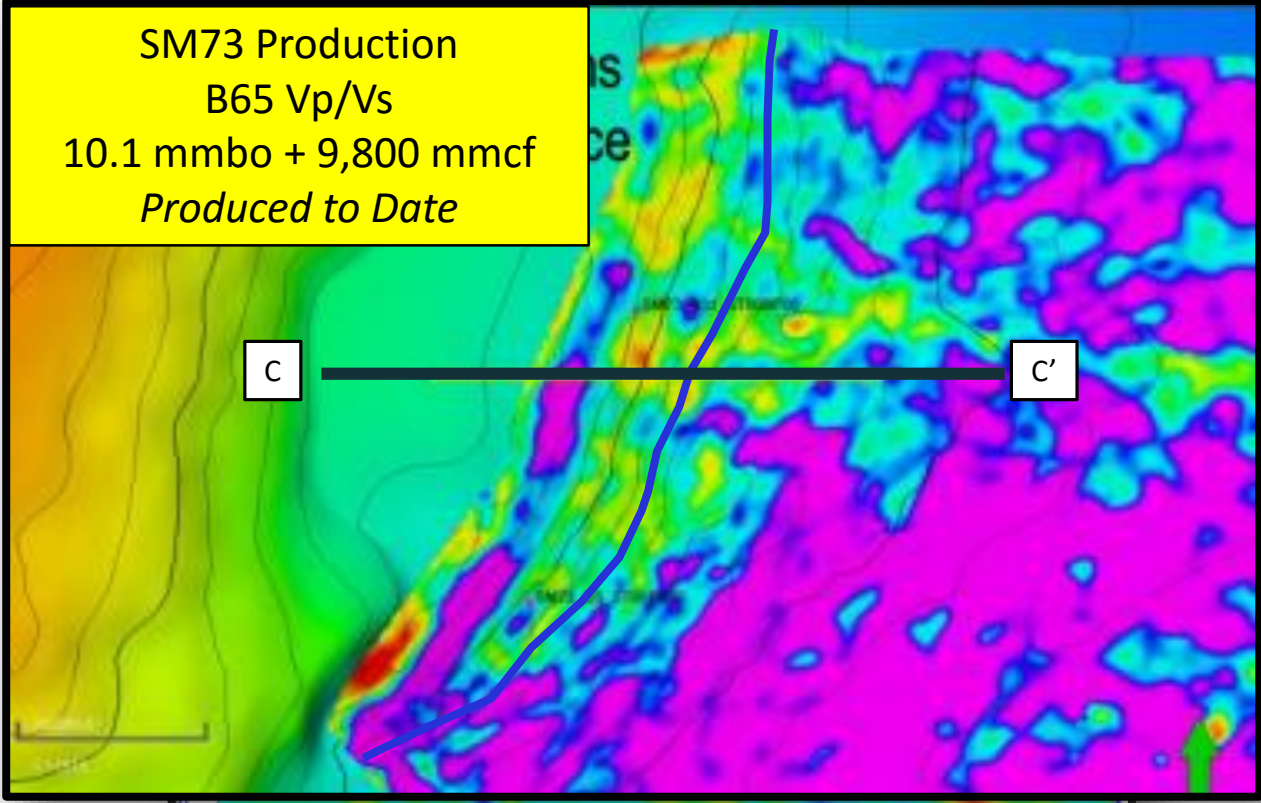 SM73 Production
B65 Vp/Vs
10.1 mmbo + 9,800 mmcf
Produced to Date
C
C’